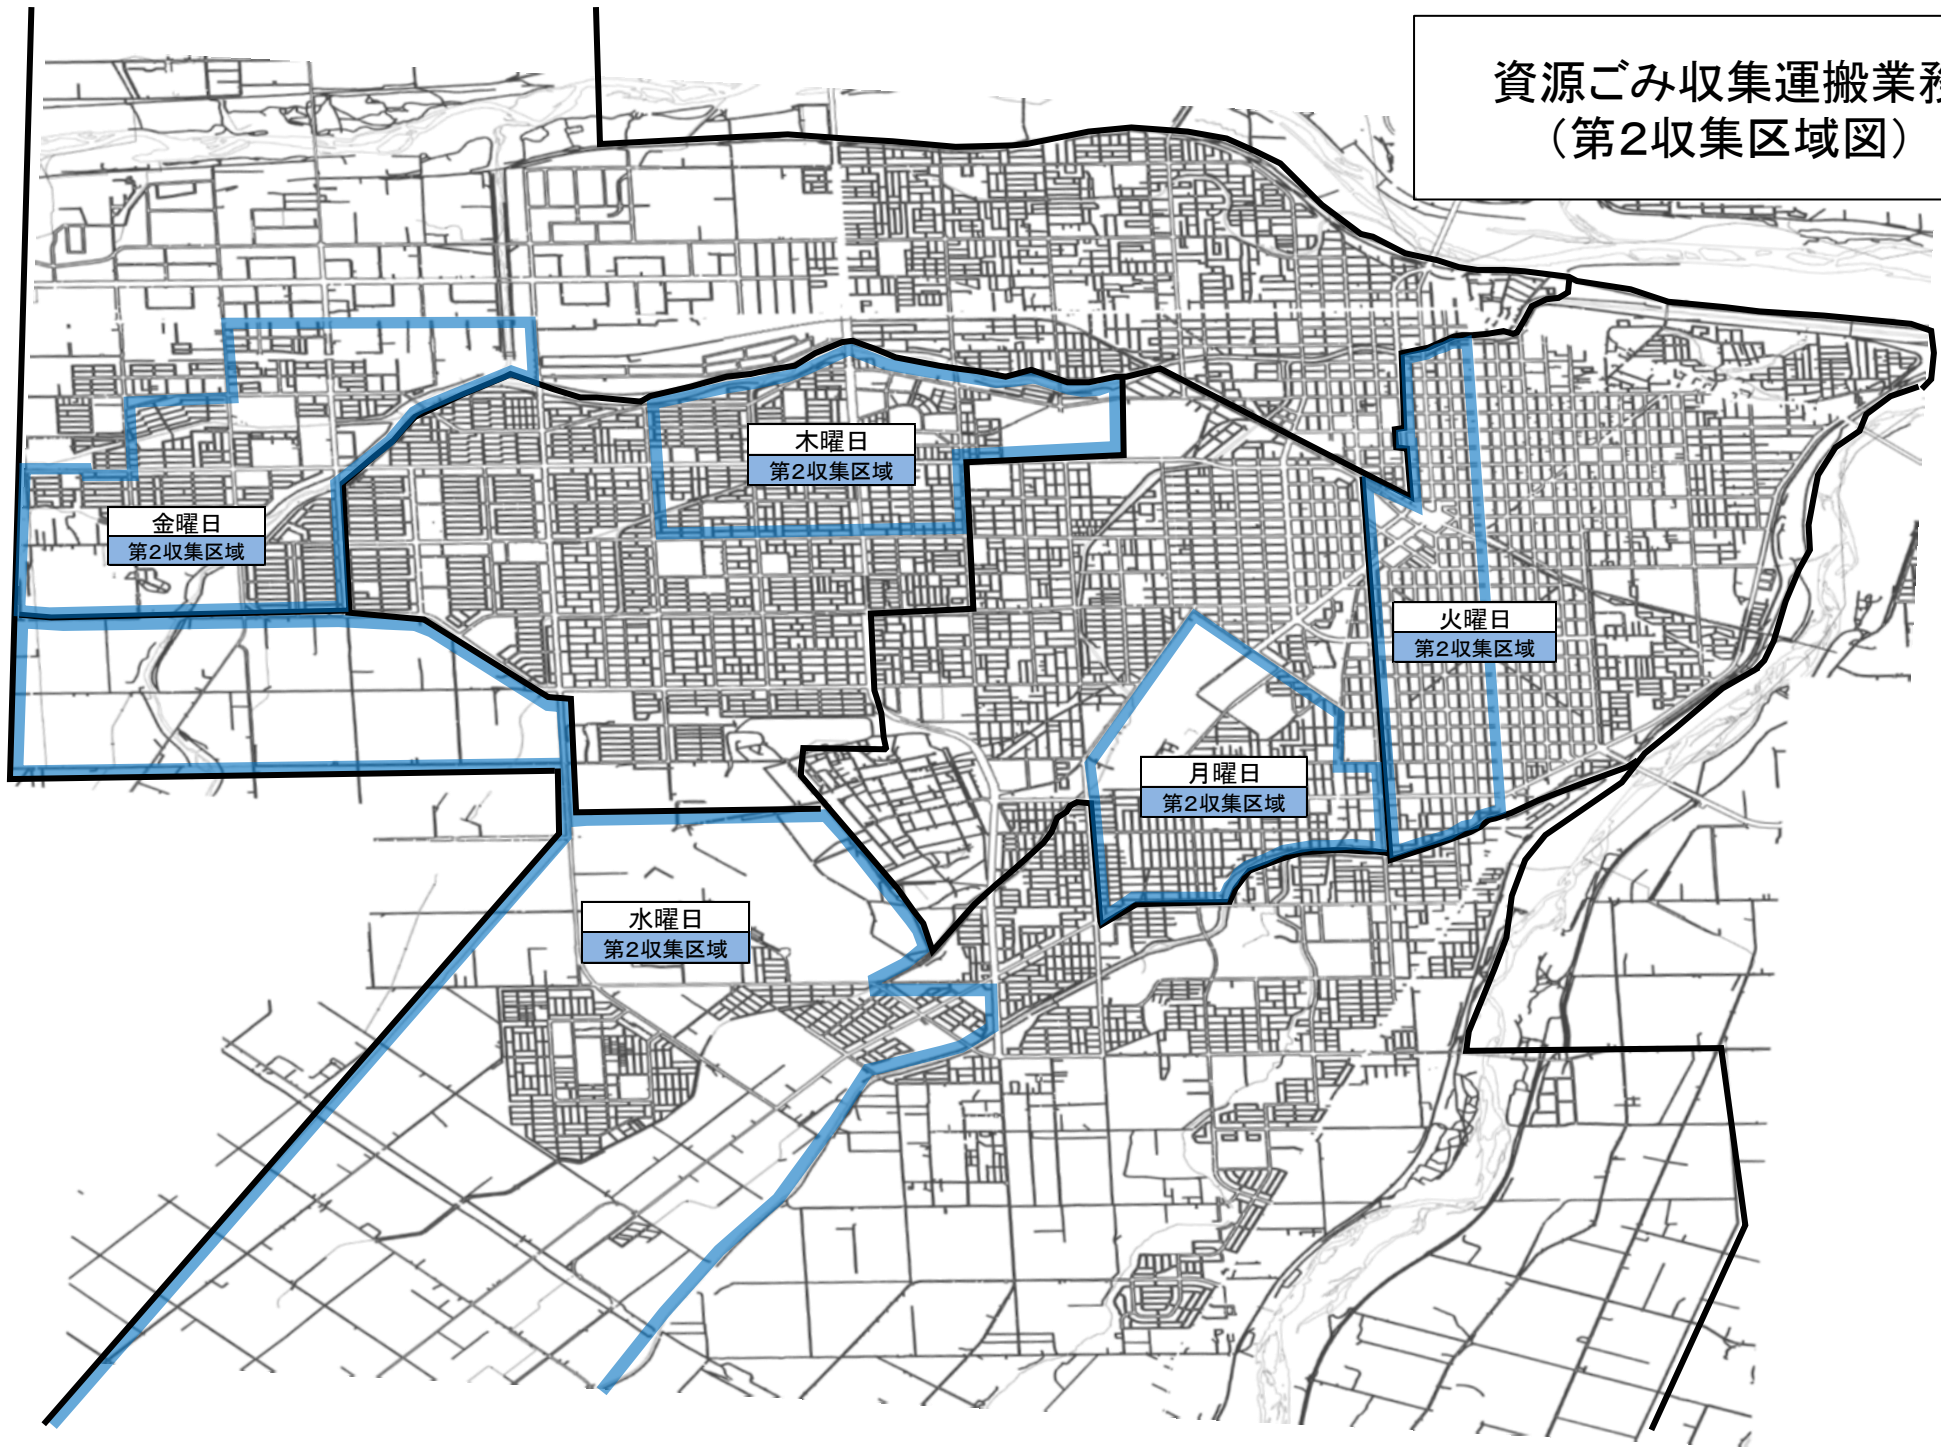 資源ごみ収集運搬業務
（第2収集区域図）
木曜日
第2収集区域
金曜日
第2収集区域
火曜日
第2収集区域
月曜日
第2収集区域
水曜日
第2収集区域